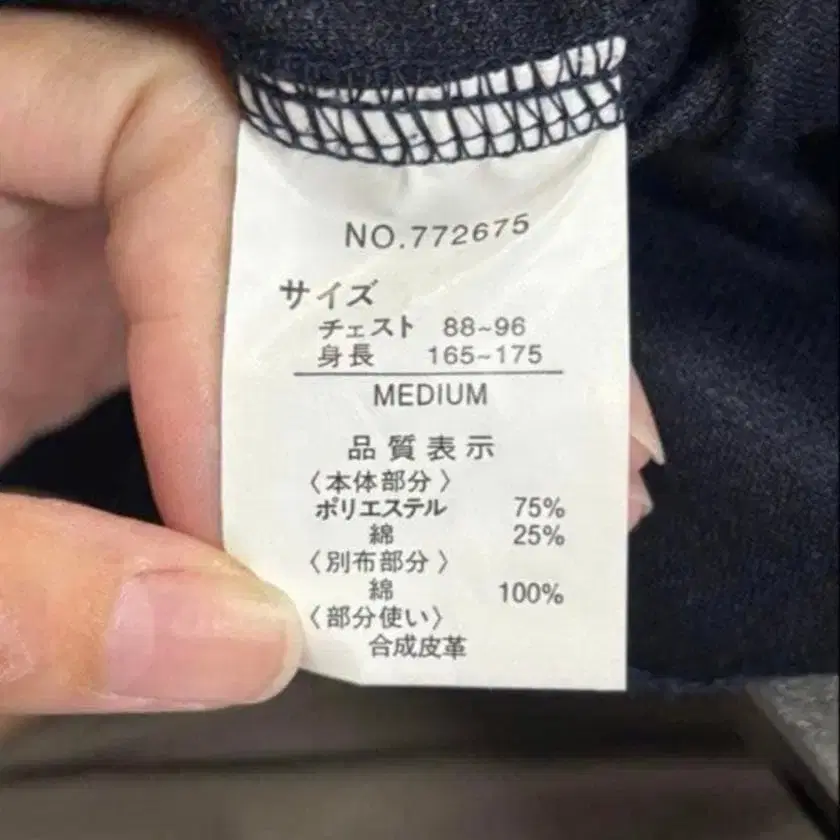 NO.772675
サイズ
チェスト 88~96
身長 165~175
MEDIUM
品質表示
〈本体部分〉
ポリエステル 75%
綿 25%
〈別布部分〉
綿 100%
〈部分使い〉
合成皮革